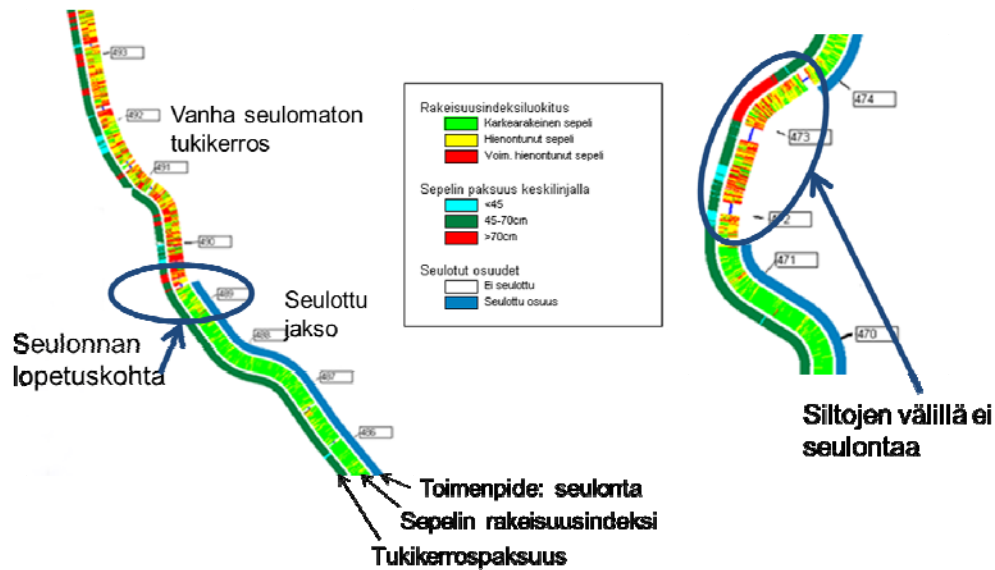 493
492
Vanha seulomaton
tukikerros
491
490
489
Seulottu
jakso
488
Seulonnan
lopetuskohta
487
486
Toimenpide: seulonta
Sepelin rakeisuusindeksi
Tukikerrospaksuus
Rakeisuusindeksiluokitus
Karkearakeinen sepeli
Hienontunut sepeli
Voim. hienontunut sepeli
Sepelin paksuus keskilinjalla
<45
45-70cm
>70cm
Seulotut osuudet
Ei seulottu
Seulottu osuus
474
473
471
470
Siltojen välillä ei
seulontaa